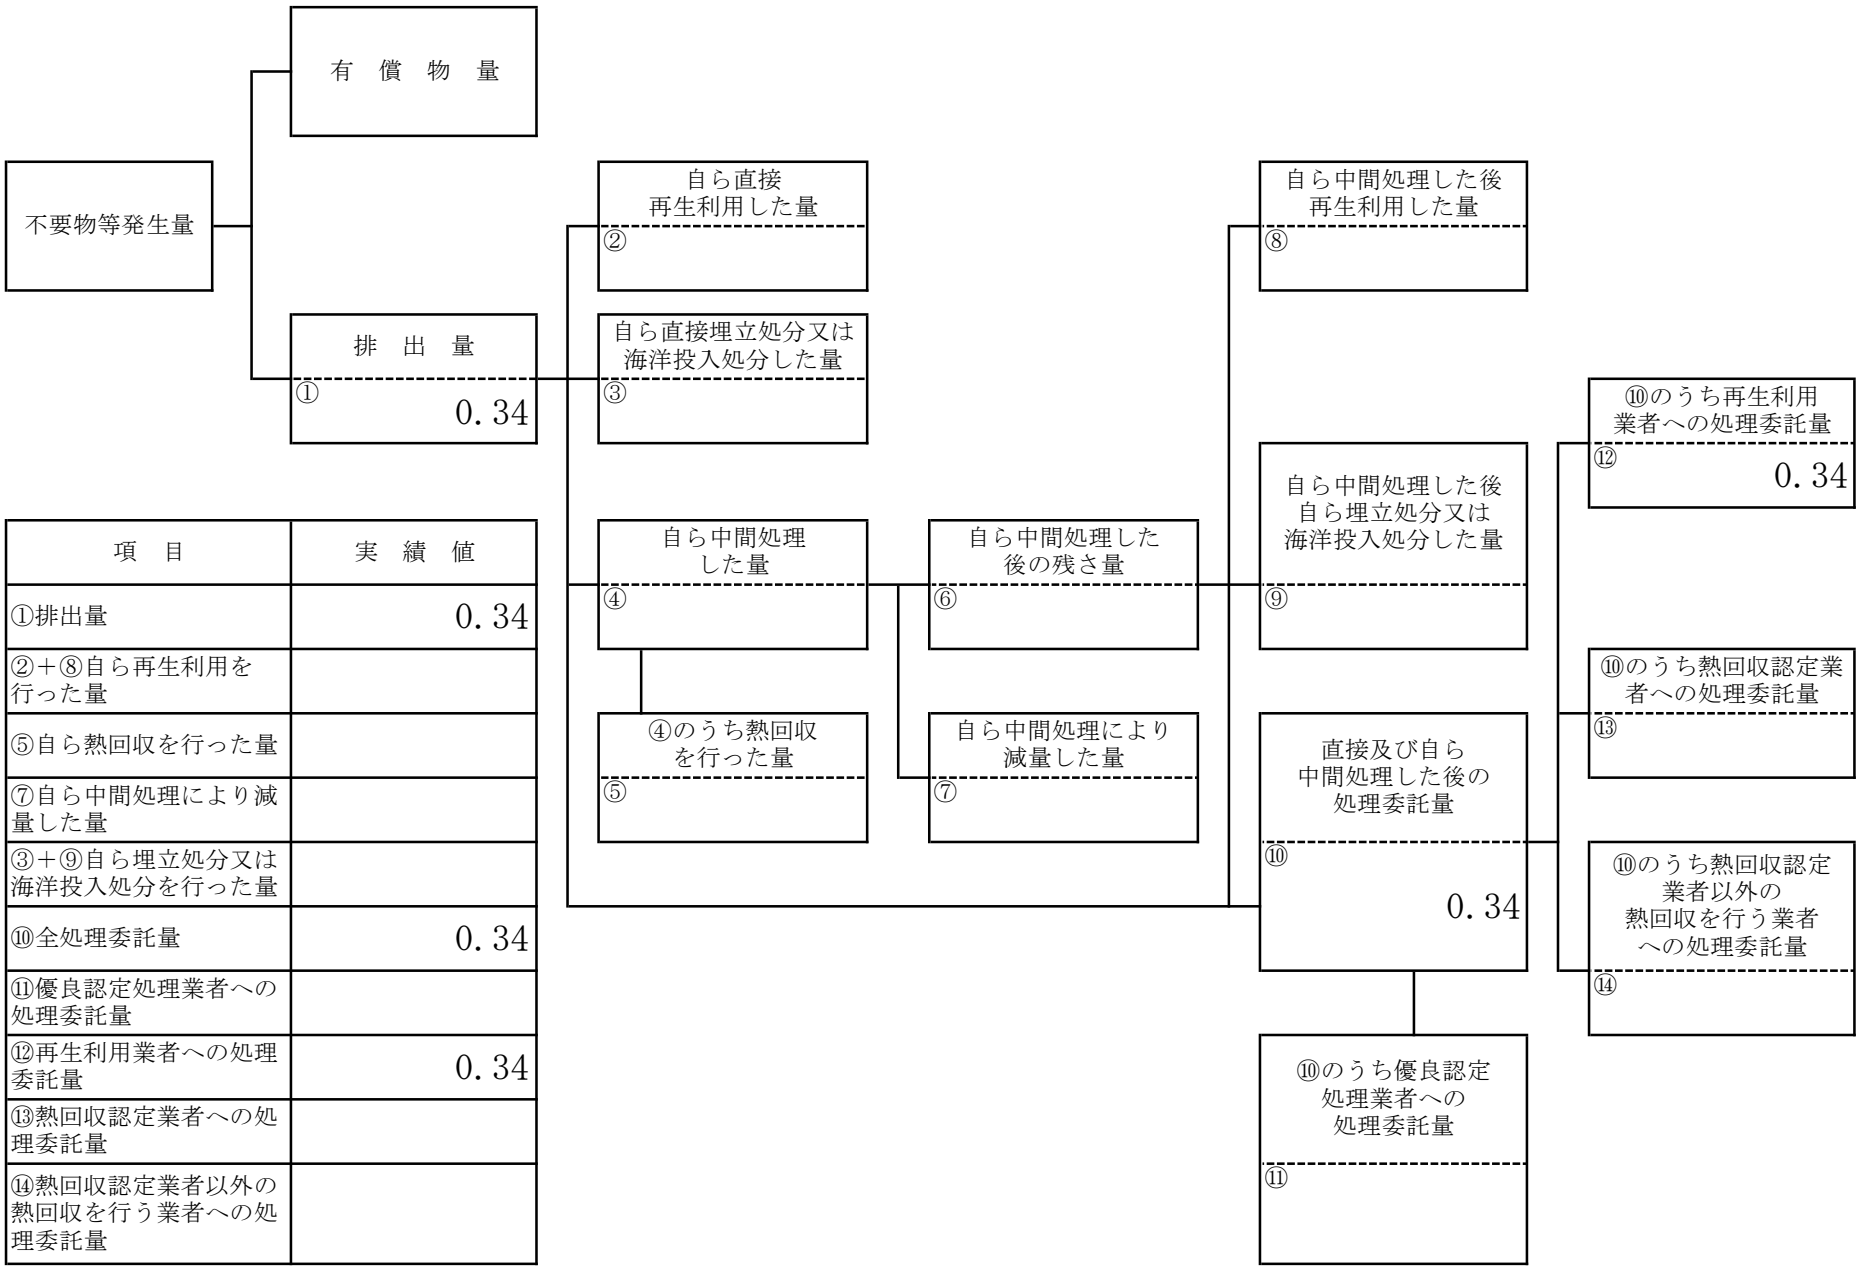 有　償　物　量
不要物等発生量
排　出　量
①
0.34
自ら直接
再生利用した量
②
自ら直接埋立処分又は
海洋投入処分した量
③
自ら中間処理
した量
④
④のうち熱回収
を行った量
⑤
自ら中間処理した
後の残さ量
⑥
自ら中間処理により
減量した量
⑦
自ら中間処理した後
再生利用した量
⑧
自ら中間処理した後
自ら埋立処分又は
海洋投入処分した量
⑨
直接及び自ら
中間処理した後の
処理委託量
⑩
0.34
⑩のうち優良認定
処理業者への
処理委託量
⑪
⑩のうち再生利用
業者への処理委託量
⑫
0.34
⑩のうち熱回収認定業
者への処理委託量
⑬
⑩のうち熱回収認定
業者以外の
熱回収を行う業者
への処理委託量
⑭
項　目　実　績　値
①排出量　0.34
②＋⑧自ら再生利用を
行った量
⑤自ら熱回収を行った量
⑦自ら中間処理により減
量した量
③＋⑨自ら埋立処分又は
海洋投入処分を行った量
⑩全処理委託量　0.34
⑪優良認定処理業者への
処理委託量
⑫再生利用業者への処理
委託量　0.34
⑬熱回収認定業者への処
理委託量
⑭熱回収認定業者以外の
熱回収を行う業者への処
理委託量